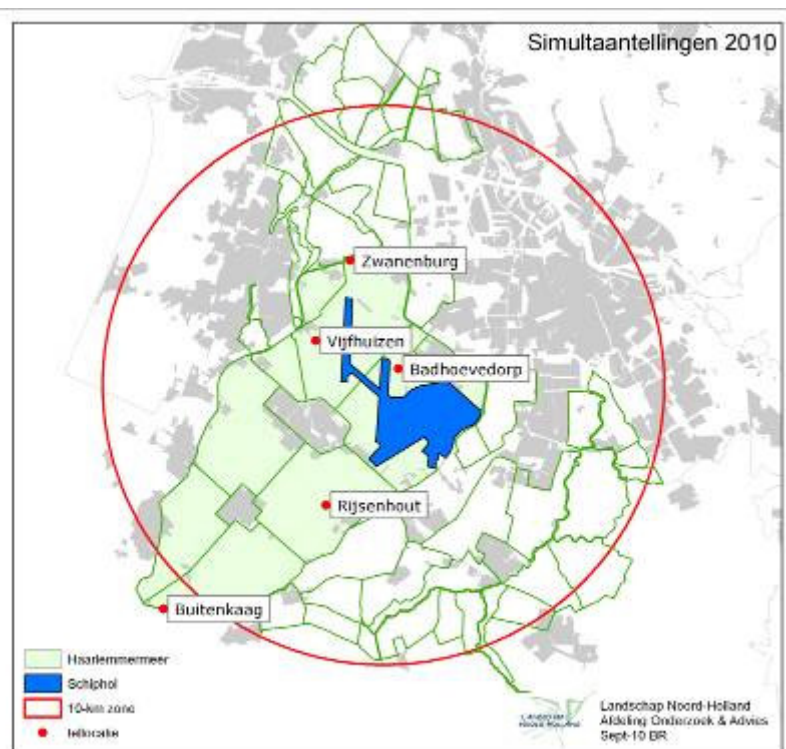 Simultaantellingen 2010
Zwanenburg
Vijfhuizen
Badhoevedorp
Rijsenhout
Buitenkaag
Haarlemmermeer
Schiphol
10-km zone
tellocatie
Landschap Noord-Holland
Afdeling Onderzoek & Advies
Sept-10 BR